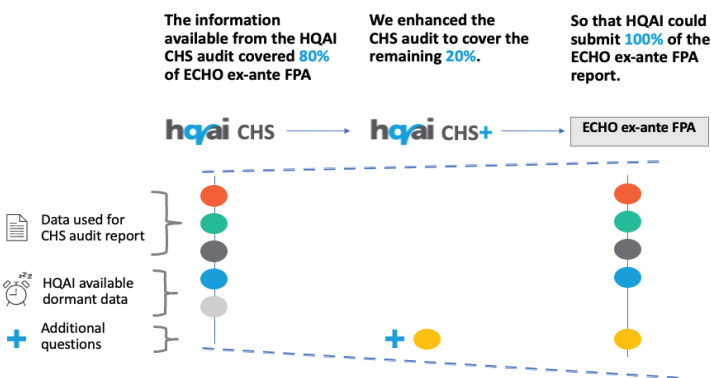 The information
available from the HQAI
CHS audit covered 80%
of ECHO ex-ante FPA
We enhanced the
CHS audit to cover the
remaining 20%.
So that HQAI could
submit 100% of the
ECHO ex-ante FPA
report.
hqai CHS
hqai CHS+
ECHO ex-ante FPA
Data used for
CHS audit report
zzz
HQAI available
dormant data
+ Additional
questions
+